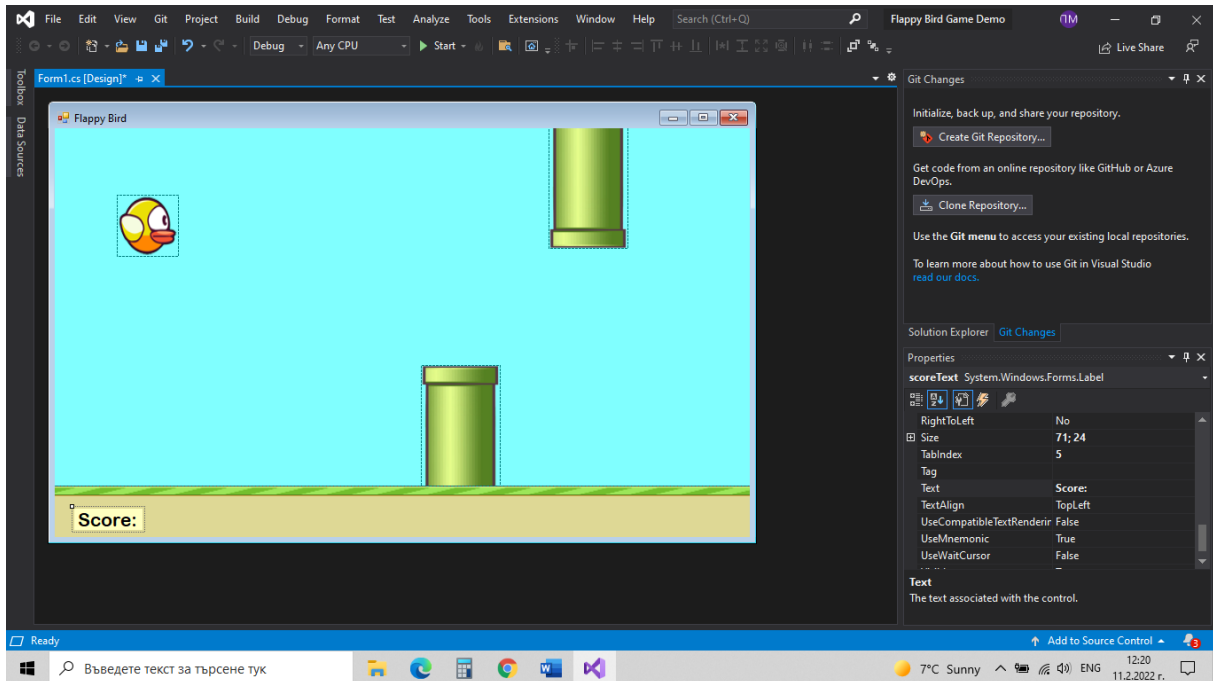 File Edit View Git Project Build Debug Format Test Analyze Tools Extensions Window Help Search (Ctrl+Q) Flappy Bird Game Demo ПМ
Debug Any CPU Start Live Share
Toolbox
Data Sources
Form1.cs [Design]*
Flappy Bird
Score:
Git Changes
Initialize, back up, and share your repository.
Create Git Repository...
Get code from an online repository like GitHub or Azure
DevOps.
Clone Repository...
Use the Git menu to access your existing local repositories.
To learn more about how to use Git in Visual Studio
read our docs.
Solution Explorer Git Changes
Properties
scoreText System.Windows.Forms.Label
RightToLeft No
Size 71; 24
TabIndex 5
Tag
Text Score:
TextAlign TopLeft
UseCompatibleTextRenderin False
UseMnemonic True
UseWaitCursor False
Text
The text associated with the control.
Ready Add to Source Control 3
Въведете текст за търсене тук 7°C Sunny ENG 12:20
11.2.2022 г.